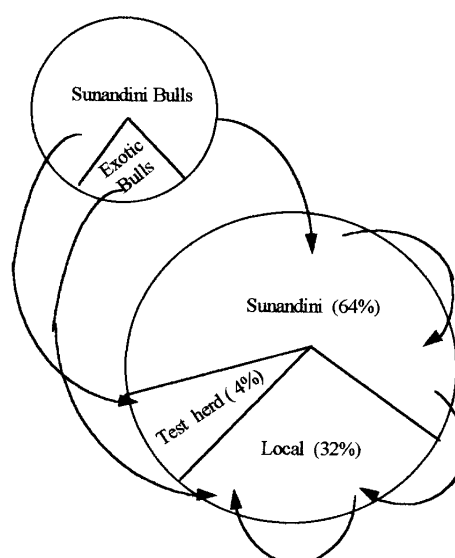 Sunandini Bulls
Exotic
Bulls
Sunandini (64%)
Test herd ( 4%)
Local (32%)